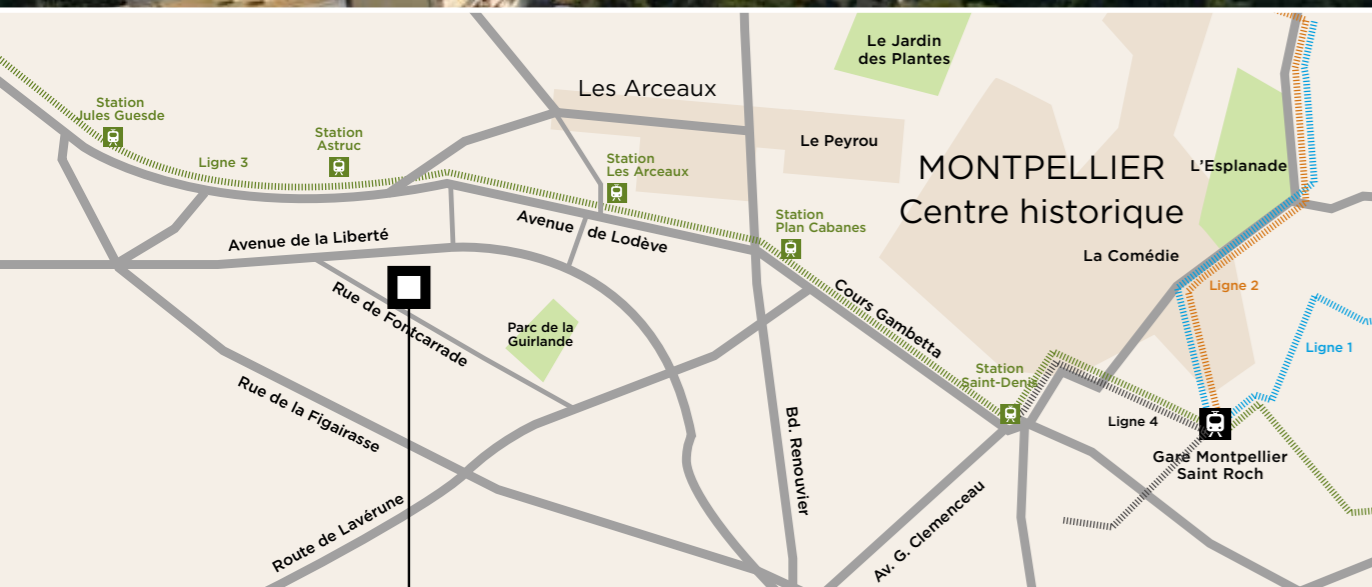 Le Jardin
des Plantes
Les Arceaux
Station
Jules Guesde
Station
Astruc
Ligne 3
Le Peyrou
Station
Les Arceaux
MONTPELLIER
Centre historique
L'Esplanade
Avenue de la Liberté
Avenue de Lodève
Station
Plan Cabanes
La Comédie
Ligne 2
Rue de Fontcarrade
Parc de la
Guirlande
Cours Gambetta
Ligne 1
Station
Saint-Denis
Rue de la Figairasse
Bd. Renouvier
Ligne 4
Gare Montpellier
Saint Roch
Route de Lavérune
Av. G. Clemenceau